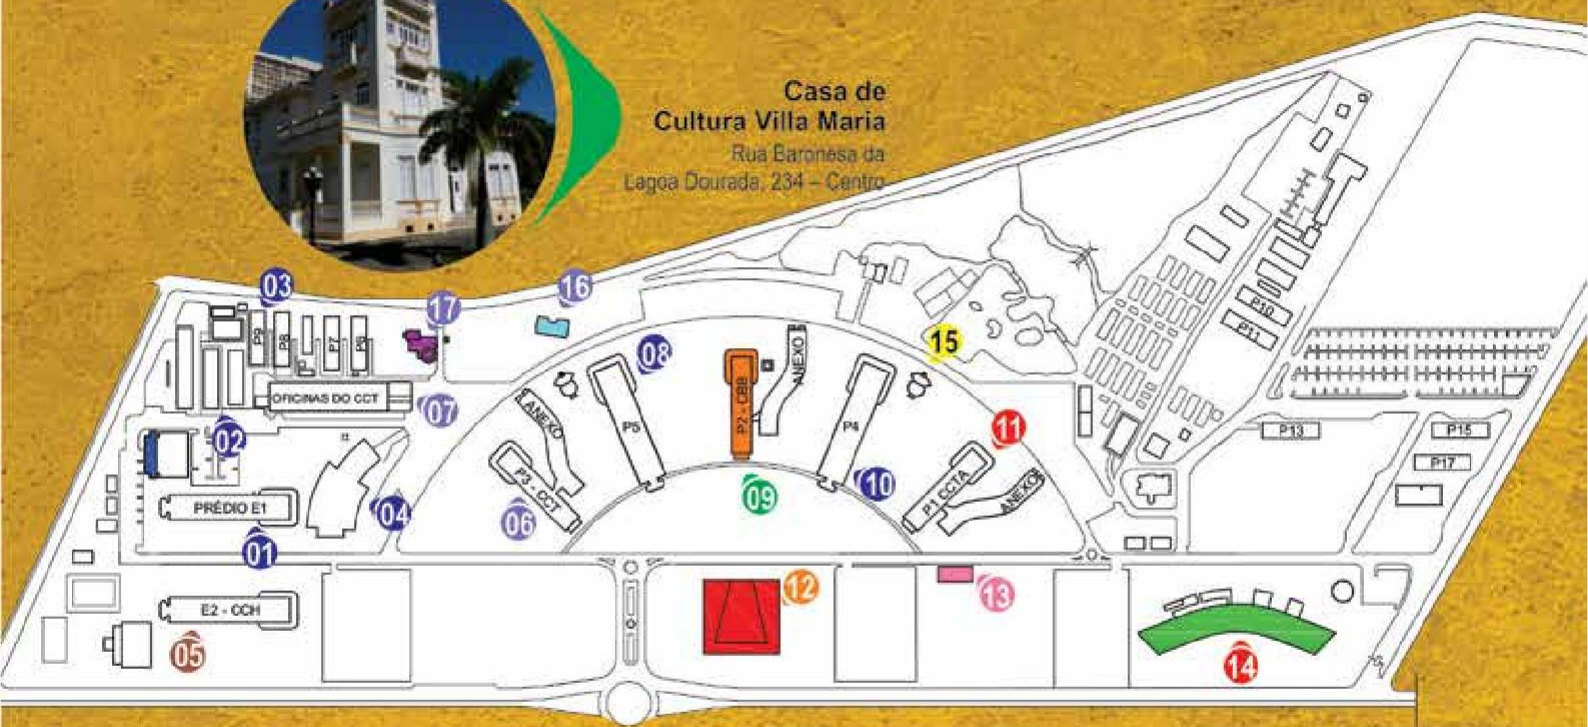 Casa de
Cultura Villa Maria
Rua Baronesa da
Lagoa Dourada, 234 – Centro
03
17
16
P9
P8
P7
P6
OFICINAS DO CCT
07
02
PRÉDIO E1
01
04
E2 - CCH
05
ANEXO
P3 - CCT
06
P5
08
P2 - CBB
ANEXO
09
P4
10
15
11
P1 CCTA
ANEXO
12
13
14
P10
P11
P13
P15
P17